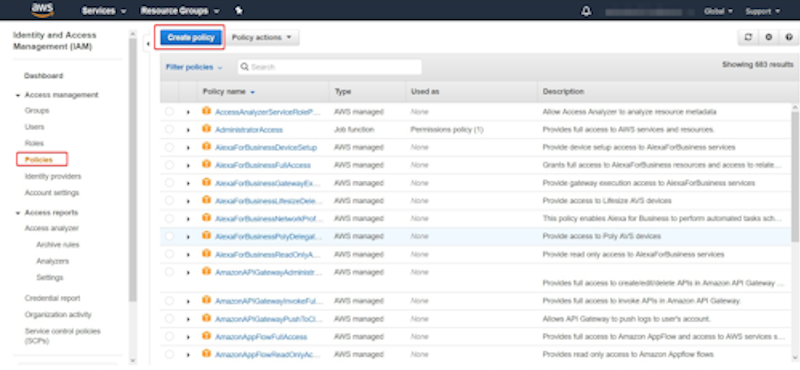 aws Services Resource Groups Global Support
Identity and Access Management (IAM)
Dashboard
Access management
Groups
Users
Roles
Policies
Identity providers
Account settings
Access reports
Access analyzer
Archive rules
Analyzers
Settings
Credential report
Organization activity
Service control policies (SCPs)
Create policy Policy actions
Filter policies Search Showing 683 results
Policy name Type Used as Description
AccessAnalyzerServiceRoleP... AWS managed None Allow Access Analyzer to analyze resource metadata
AdministratorAccess Job function Permissions policy (1) Provides full access to AWS services and resources.
AlexaForBusinessDeviceSetup AWS managed None Provide device setup access to AlexaForBusiness services
AlexaForBusinessFullAccess AWS managed None Grants full access to AlexaForBusiness resources and access to relate...
AlexaForBusinessGatewayEx... AWS managed None Provide gateway execution access to AlexaForBusiness services
AlexaForBusinessLifesizeDele... AWS managed None Provide access to Lifesize AVS devices
AlexaForBusinessNetworkProf... AWS managed None This policy enables Alexa for Business to perform automated tasks sch...
AlexaForBusinessPolyDelegat... AWS managed None Provide access to Poly AVS devices
AlexaForBusinessReadOnlyA... AWS managed None Provide read only access to AlexaForBusiness services
AmazonAPIGatewayAdministr... AWS managed None Provides full access to create/edit/delete APIs in Amazon API Gateway ...
AmazonAPIGatewayInvokeFul... AWS managed None Provides full access to invoke APIs in Amazon API Gateway.
AmazonAPIGatewayPushToCl... AWS managed None Allows API Gateway to push logs to user's account.
AmazonAppFlowFullAccess AWS managed None Provides full access to Amazon AppFlow and access to AWS services s...
AmazonAppFlowReadOnlyAc... AWS managed None Provides read only access to Amazon Appflow flows